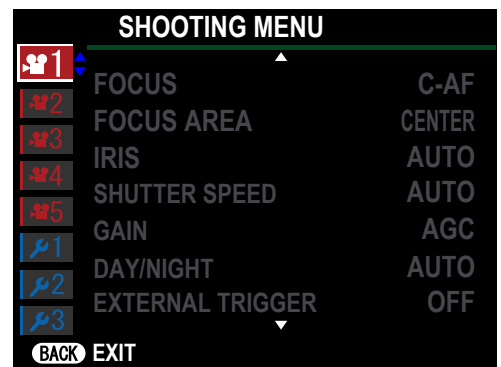 SHOOTING MENU
1
FOCUS C-AF
2
FOCUS AREA CENTER
3
IRIS AUTO
4
SHUTTER SPEED AUTO
5
GAIN AGC
1
DAY/NIGHT AUTO
2
EXTERNAL TRIGGER OFF
3
BACK EXIT